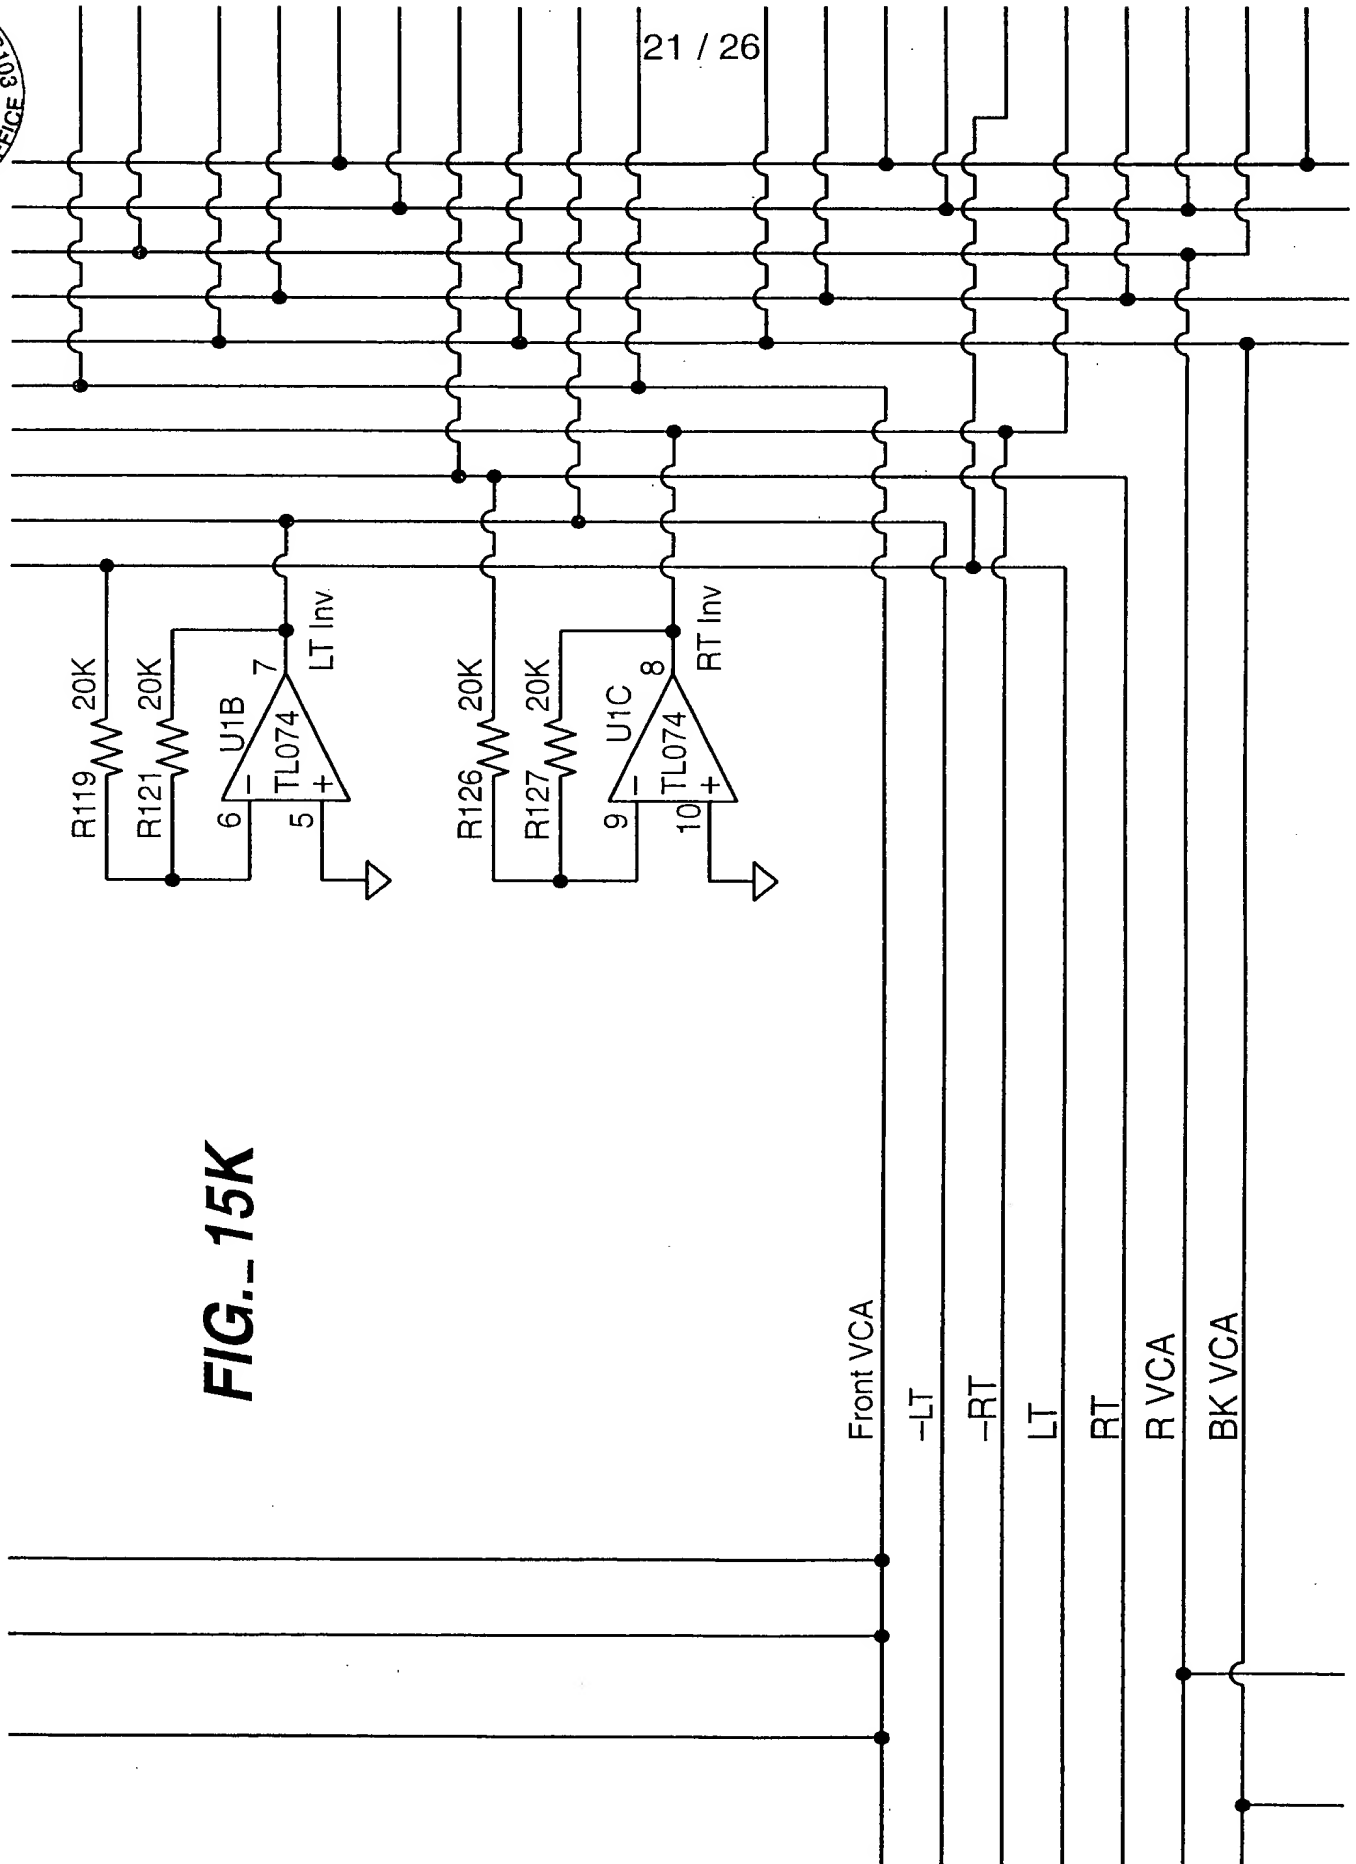 21 / 26
R119 20K
R121 20K
U1B
TL074
6
5
7
−
+
LT Inv
R126 20K
R127 20K
U1C
TL074
9
10
8
−
+
RT Inv
FIG._15K
Front VCA
−LT
−RT
LT
RT
R VCA
BK VCA
103